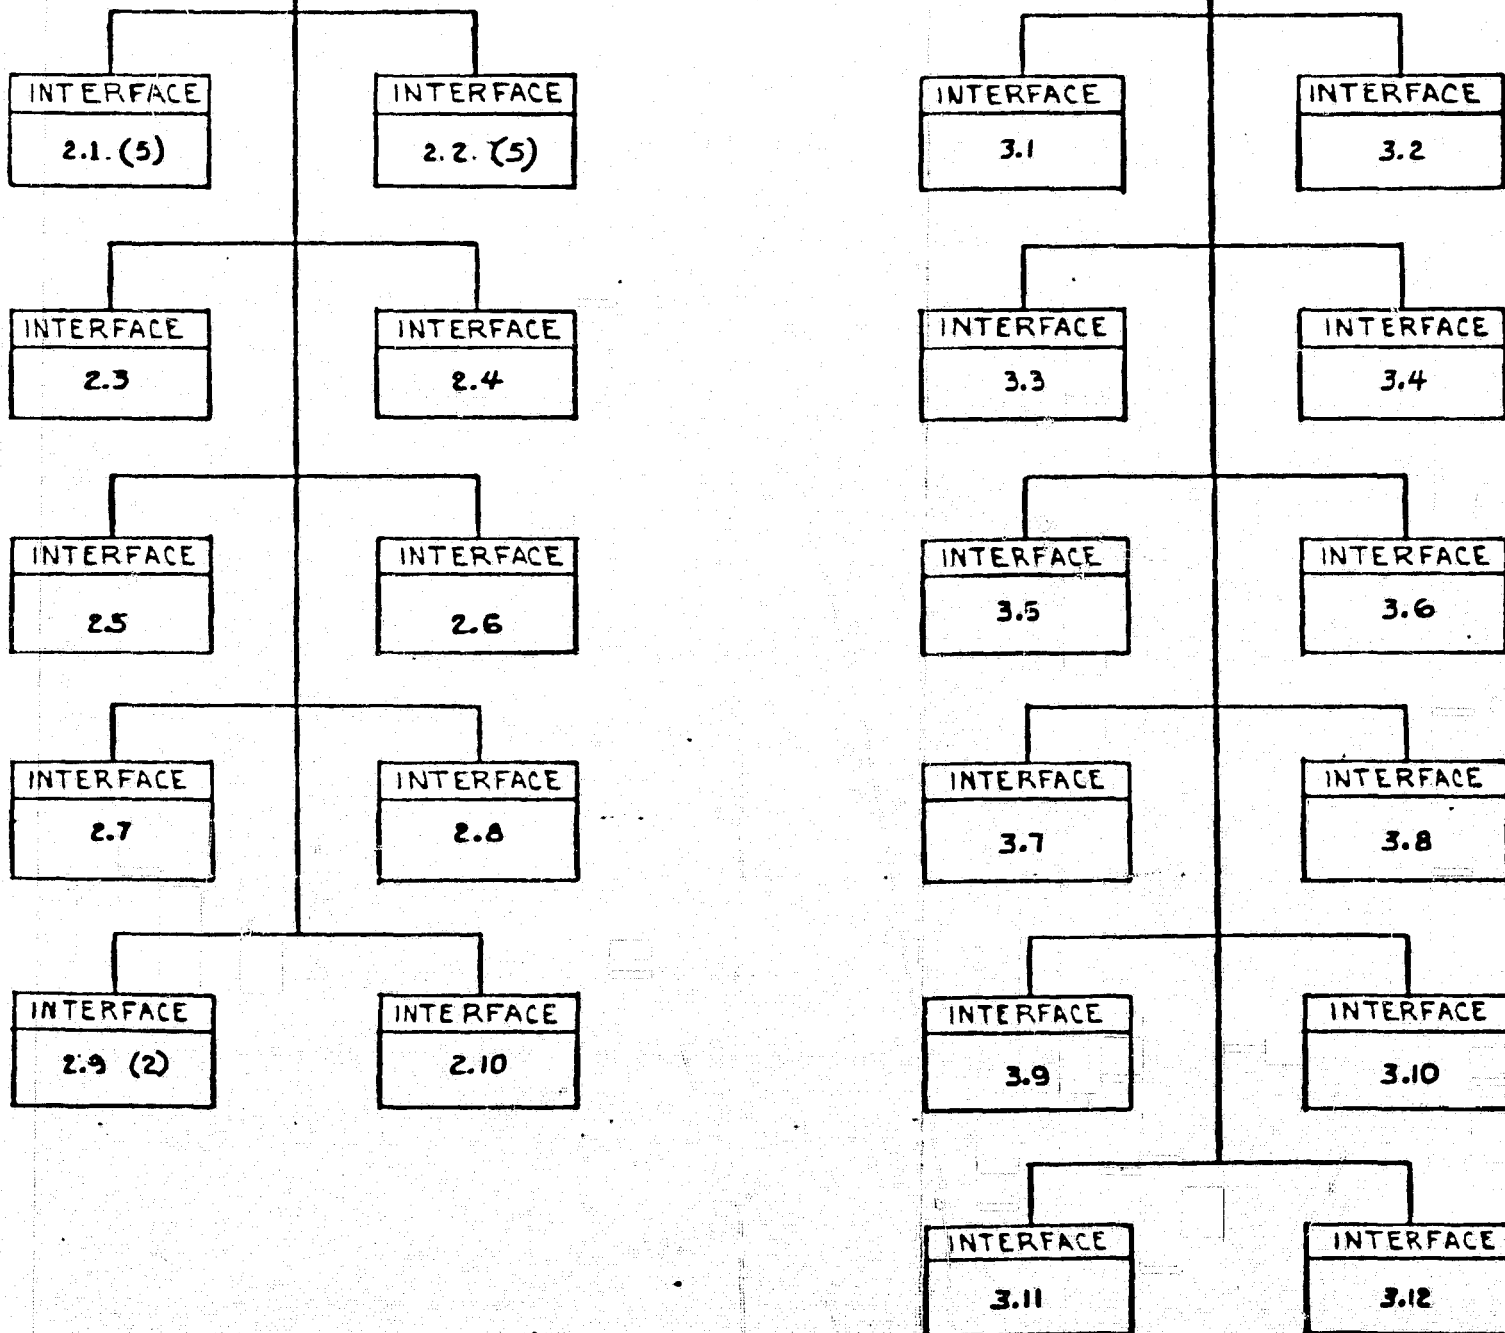 INTERFACE
2.1. (5)
INTERFACE
2.2. (5)
INTERFACE
2.3
INTERFACE
2.4
INTERFACE
2.5
INTERFACE
2.6
INTERFACE
2.7
INTERFACE
2.8
INTERFACE
2.9 (2)
INTERFACE
2.10
INTERFACE
3.1
INTERFACE
3.2
INTERFACE
3.3
INTERFACE
3.4
INTERFACE
3.5
INTERFACE
3.6
INTERFACE
3.7
INTERFACE
3.8
INTERFACE
3.9
INTERFACE
3.10
INTERFACE
3.11
INTERFACE
3.12